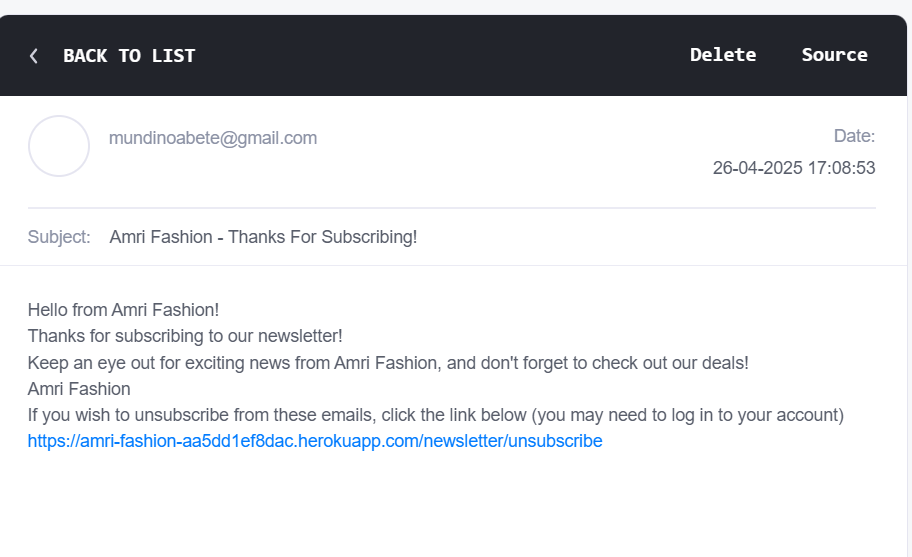 BACK TO LIST
Delete
Source
mundinoabete@gmail.com
Date:
26-04-2025 17:08:53
Subject: Amri Fashion - Thanks For Subscribing!
Hello from Amri Fashion!
Thanks for subscribing to our newsletter!
Keep an eye out for exciting news from Amri Fashion, and don't forget to check out our deals!
Amri Fashion
If you wish to unsubscribe from these emails, click the link below (you may need to log in to your account)
https://amri-fashion-aa5dd1ef8dac.herokuapp.com/newsletter/unsubscribe